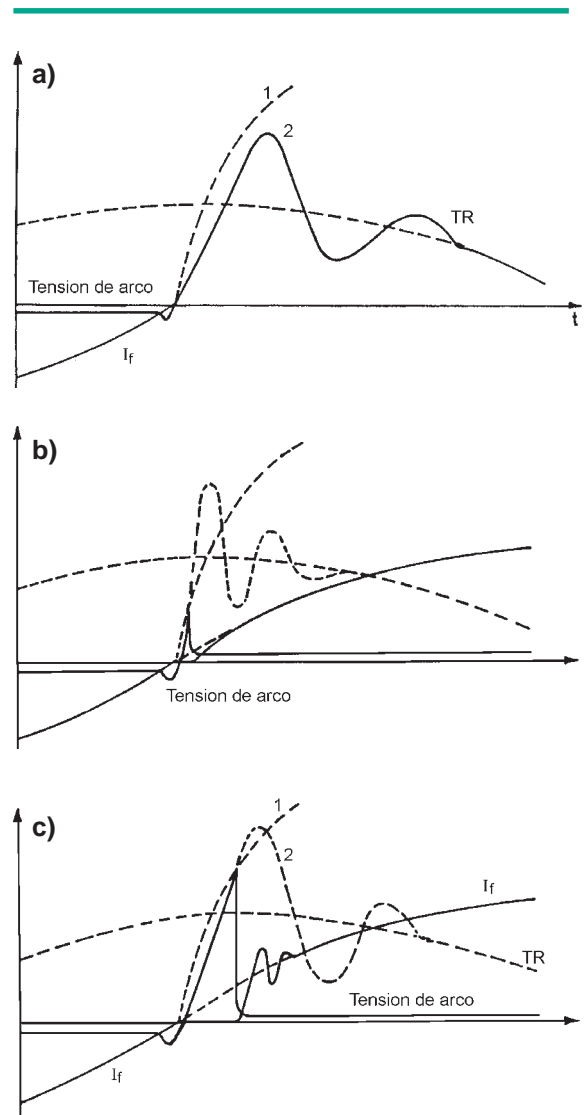 a)
1
2
TR
Tension de arco
t
If
b)
Tension de arco
c)
1
2
If
TR
Tension de arco
If